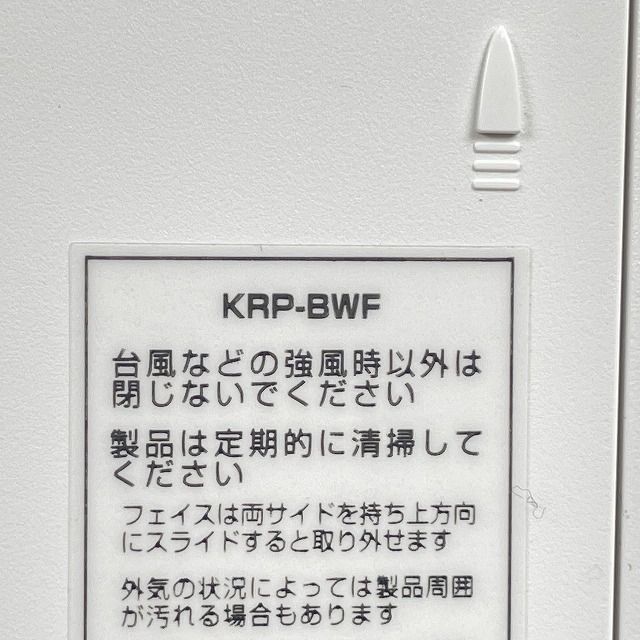 KRP-BWF
台風などの強風時以外は
閉じないでください
製品は定期的に清掃して
ください
フェイスは両サイドを持ち上方向
にスライドすると取り外せます
外気の状況によっては製品周囲
が汚れる場合もあります